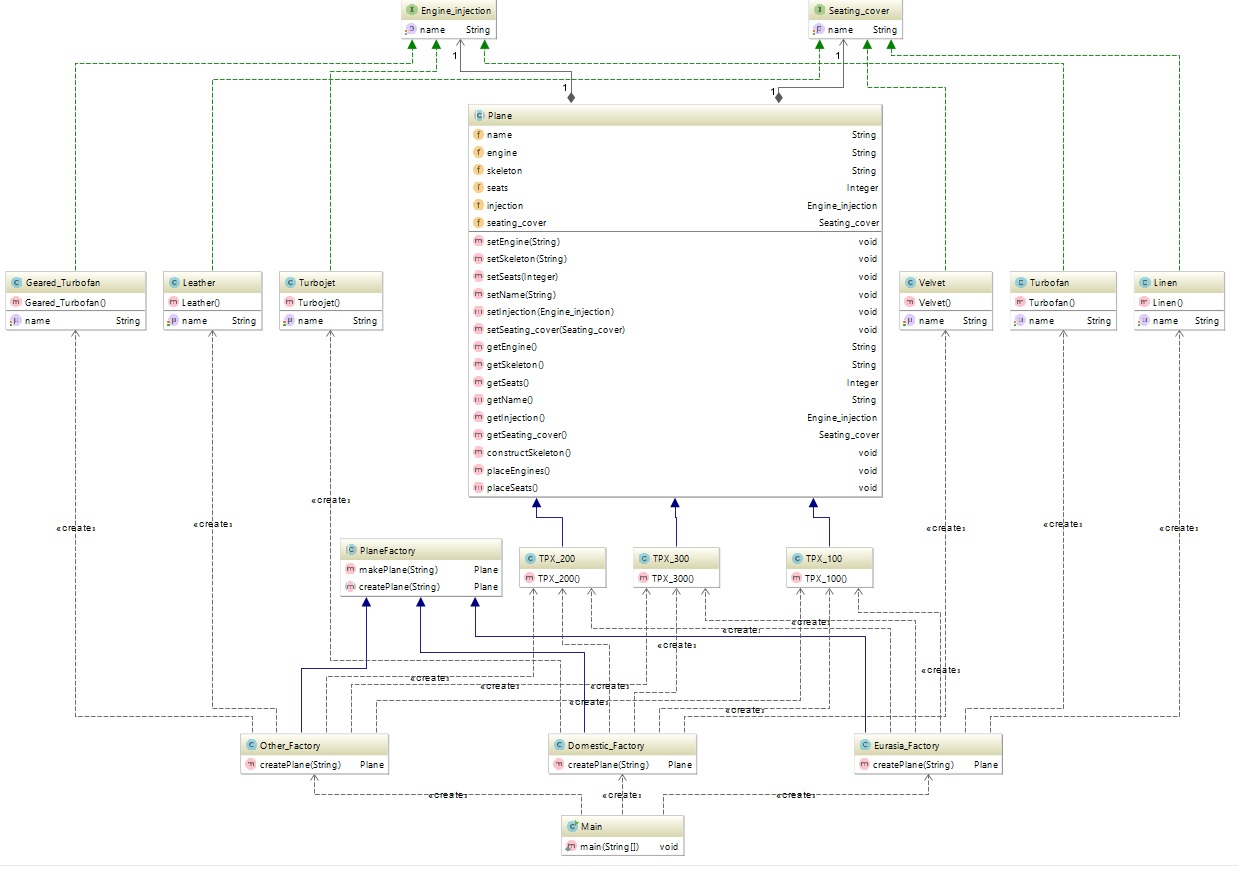 Engine_injection
name String
Seating_cover
name String
1
1
1
1
Plane
name String
engine String
skeleton String
seats Integer
injection Engine_injection
seating_cover Seating_cover
setEngine(String) void
setSkeleton(String) void
setSeats(Integer) void
setName(String) void
setInjection(Engine_injection) void
setSeating_cover(Seating_cover) void
getEngine() String
getSkeleton() String
getSeats() Integer
getName() String
getInjection() Engine_injection
getSeating_cover() Seating_cover
constructSkeleton() void
placeEngines() void
placeSeats() void
Geared_Turbofan
Geared_Turbofan()
name String
Leather
Leather()
name String
Turbojet
Turbojet()
name String
Velvet
Velvet()
name String
Turbofan
Turbofan()
name String
Linen
Linen()
name String
«create»
«create»
«create»
«create»
«create»
«create»
PlaneFactory
makePlane(String) Plane
createPlane(String) Plane
TPX_200
TPX_200()
TPX_300
TPX_300()
TPX_100
TPX_100()
«create»
«create»
«create»
«create»
«create»
«create»
«create»
«create»
«create»
Other_Factory
createPlane(String) Plane
Domestic_Factory
createPlane(String) Plane
Eurasia_Factory
createPlane(String) Plane
«create»
«create»
«create»
Main
main(String[]) void